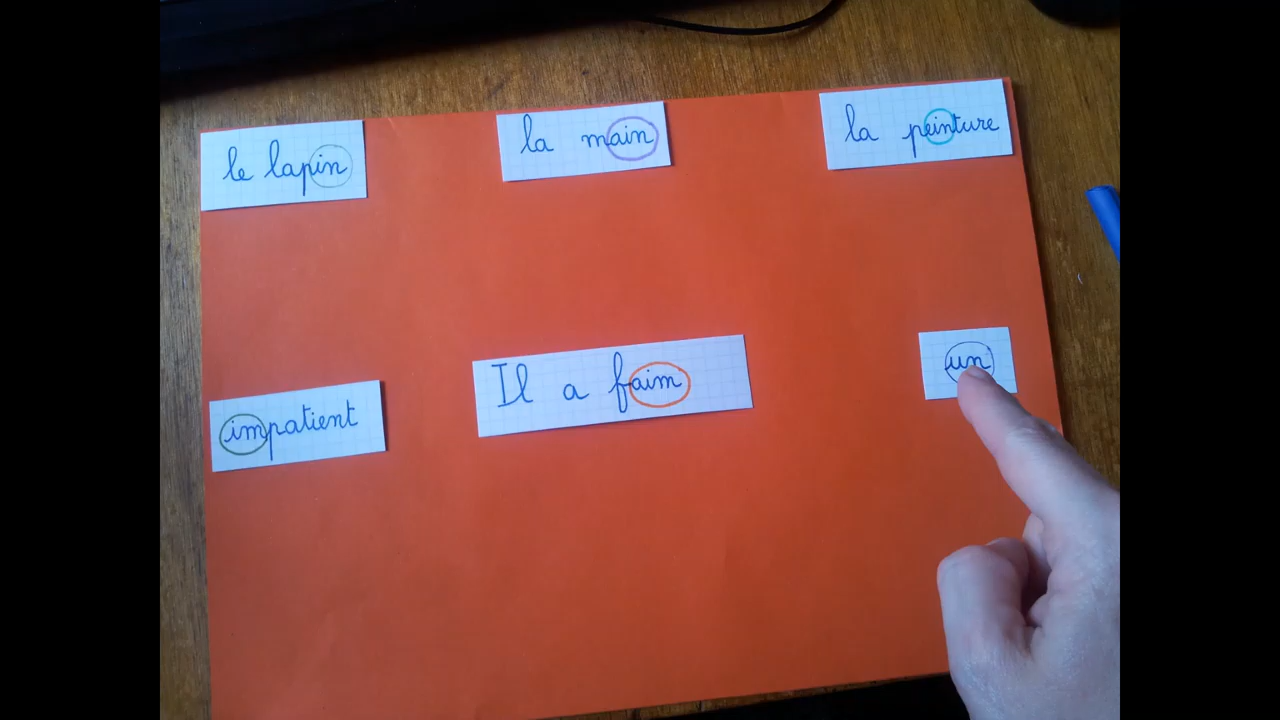 le lapin
la main
la peinture
impatient
Il a faim
un